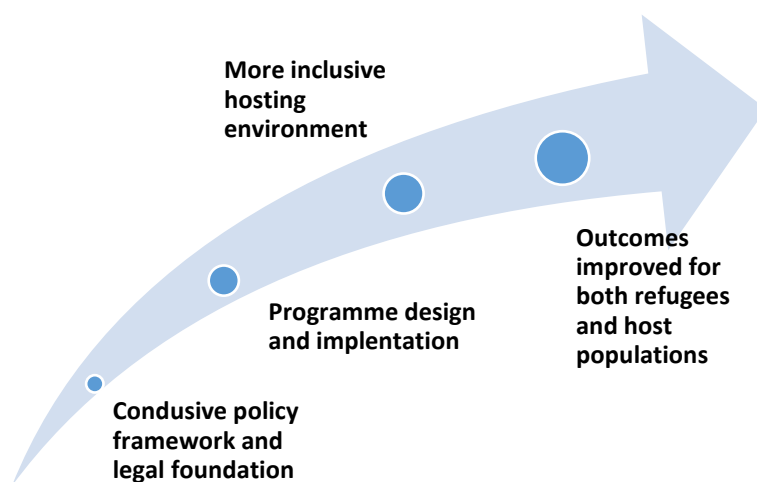 More inclusive
hosting
environment
Outcomes
improved for
both refugees
and host
populations
Programme design
and implentation
Condusive policy
framework and
legal foundation